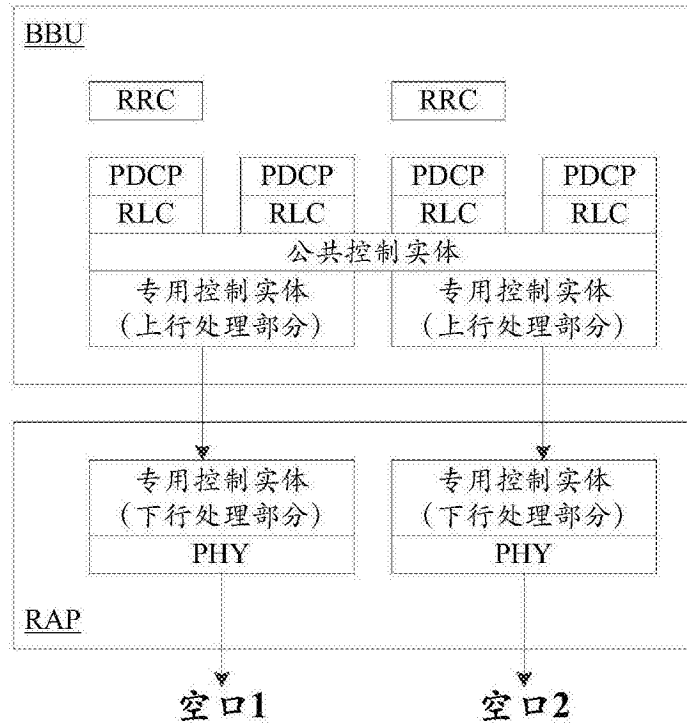 BBU
RRC RRC
PDCP PDCP PDCP PDCP
RLC RLC RLC RLC
公共控制实体
专用控制实体 专用控制实体
(上行处理部分) (上行处理部分)
专用控制实体 专用控制实体
(下行处理部分) (下行处理部分)
PHY PHY
RAP
空口1 空口2